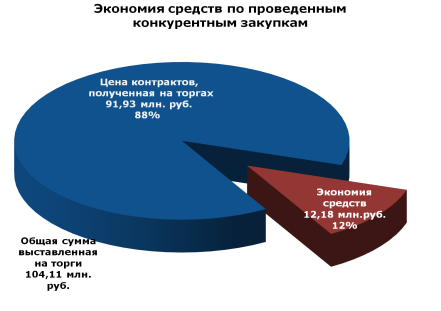 Экономия средств по проведенным
конкурентным закупкам
Цена контрактов,
полученная на торгах
91,93 млн. руб.
88%
Экономия
средств
12,18 млн.руб.
12%
Общая сумма
выставленная
на торги
104,11 млн.
руб.